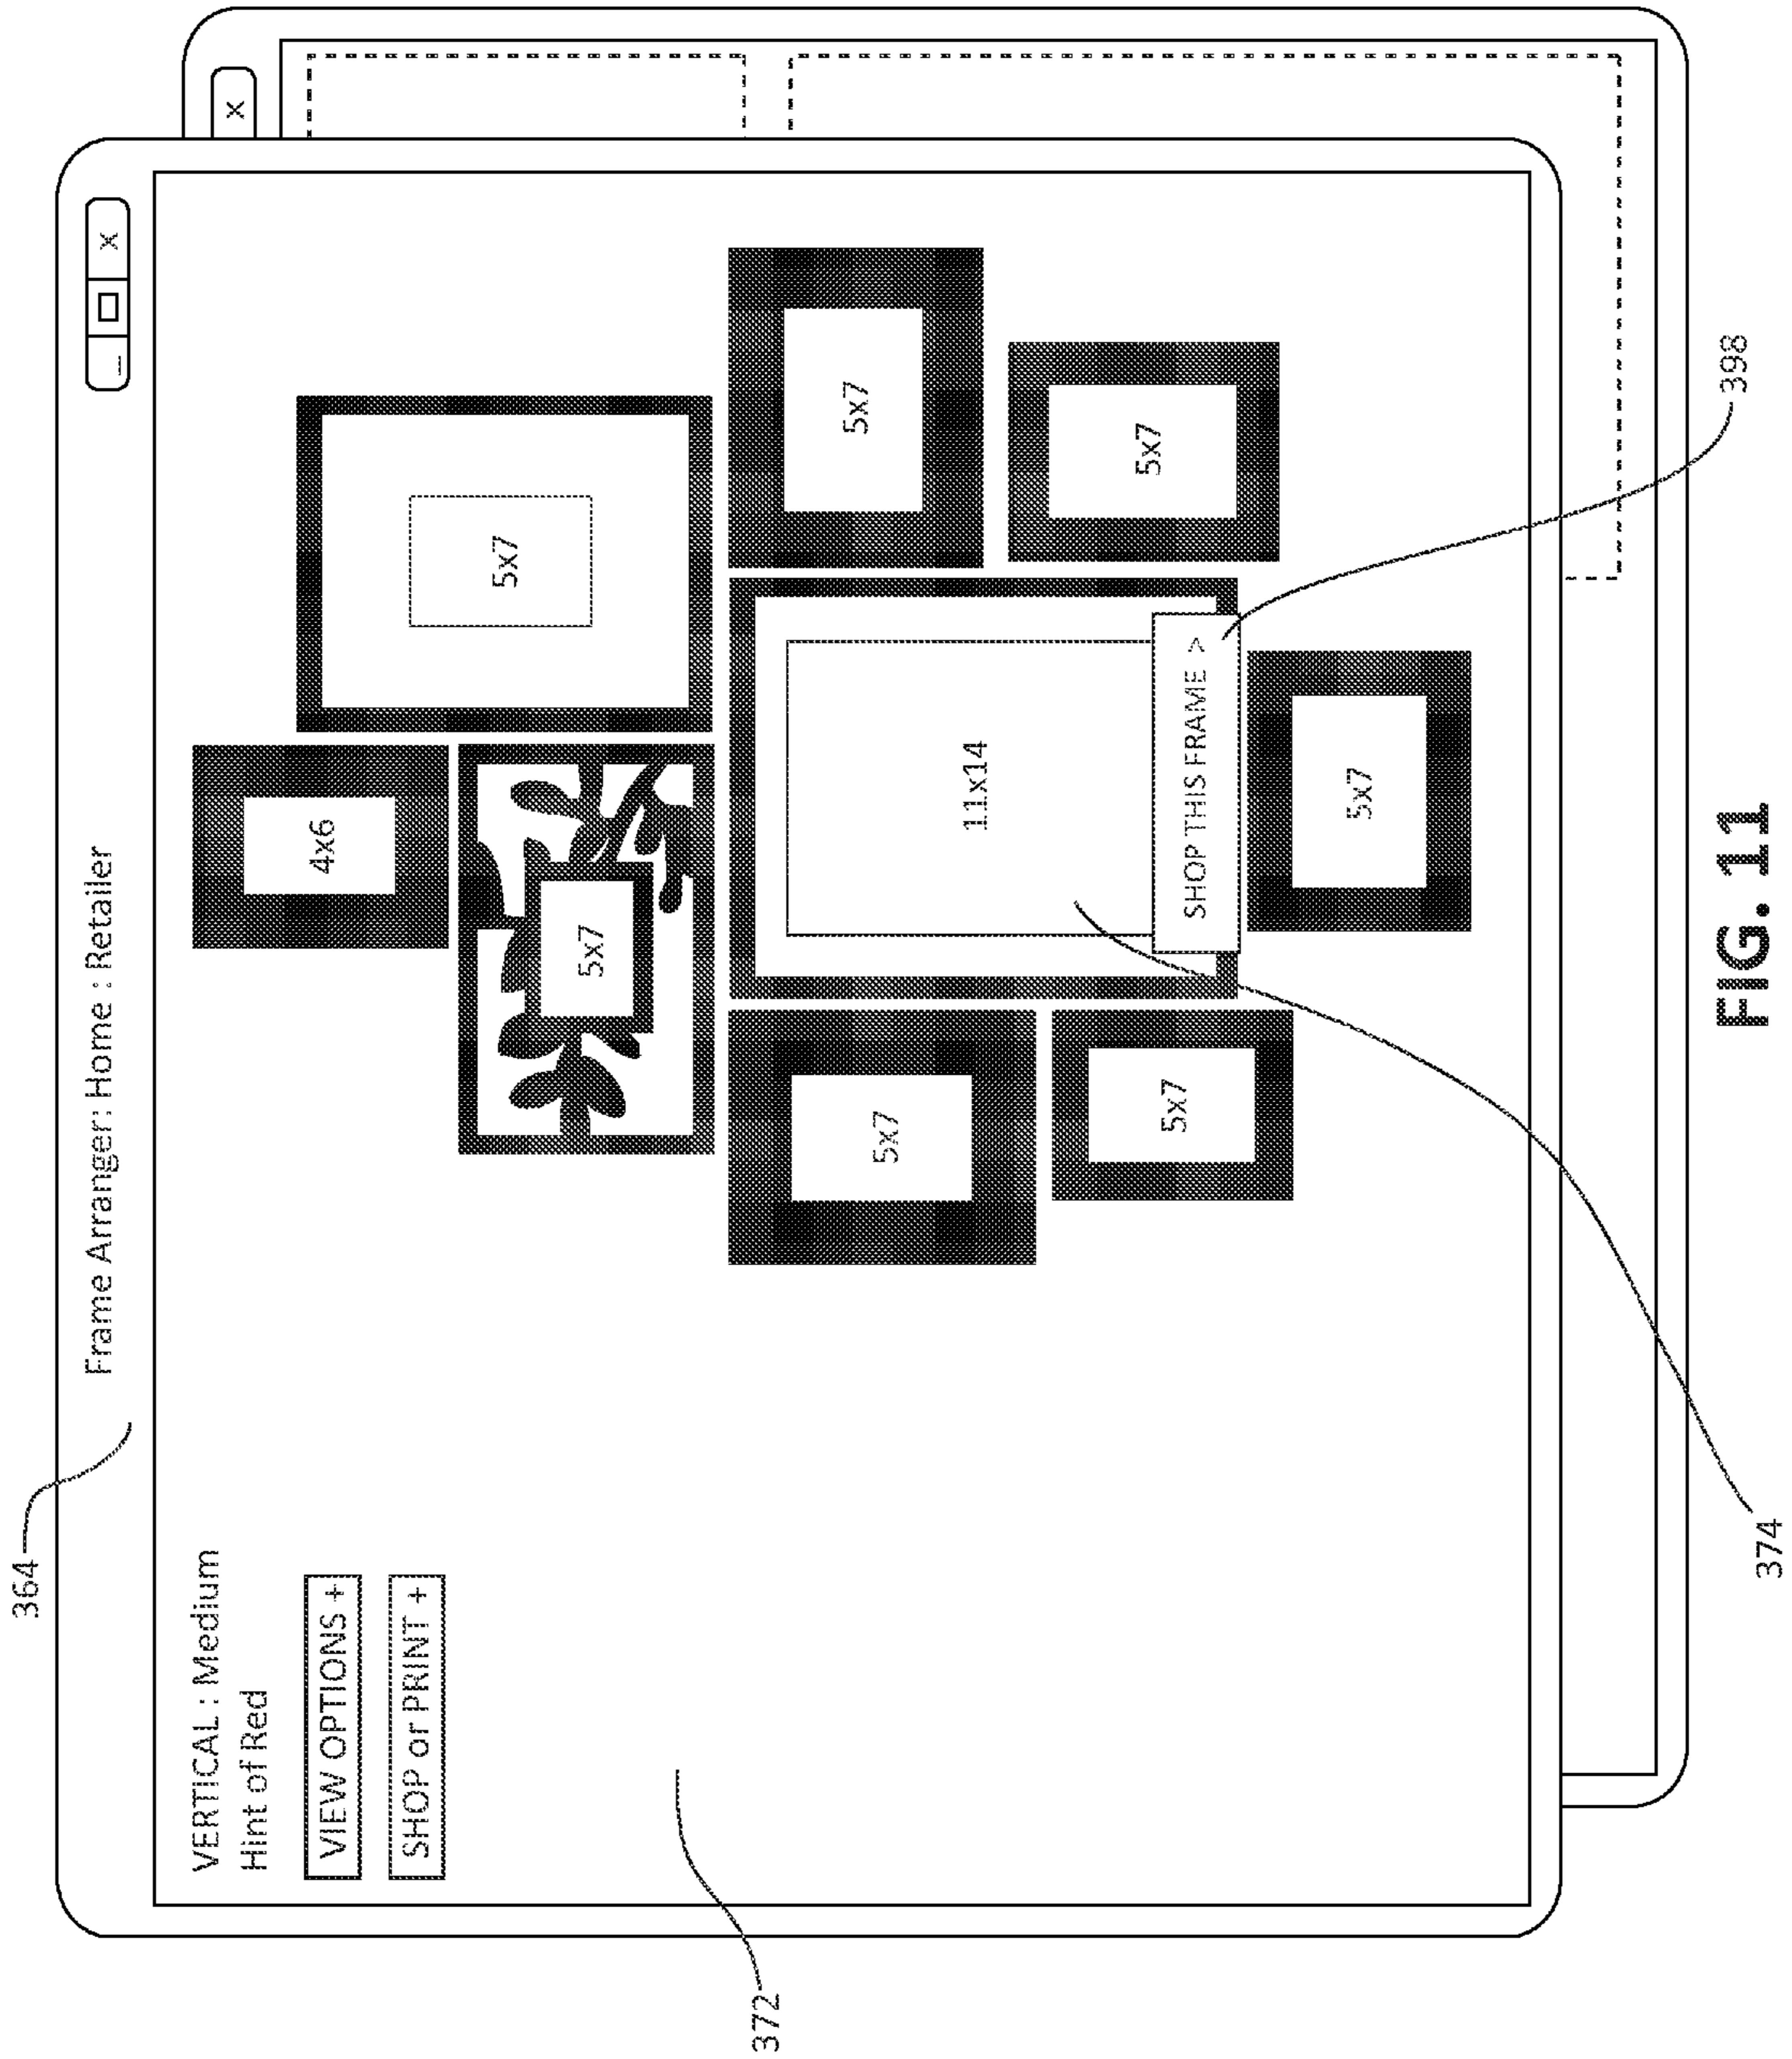 364
Frame Arranger: Home : Retailer
_ X
X
VERTICAL : Medium
Hint of Red
VIEW OPTIONS +
SHOP or PRINT +
4x6
5x7
5x7
372
5x7
5x7
11x14
5x7
5x7
SHOP THIS FRAME >
5x7
398
374
FIG. 11